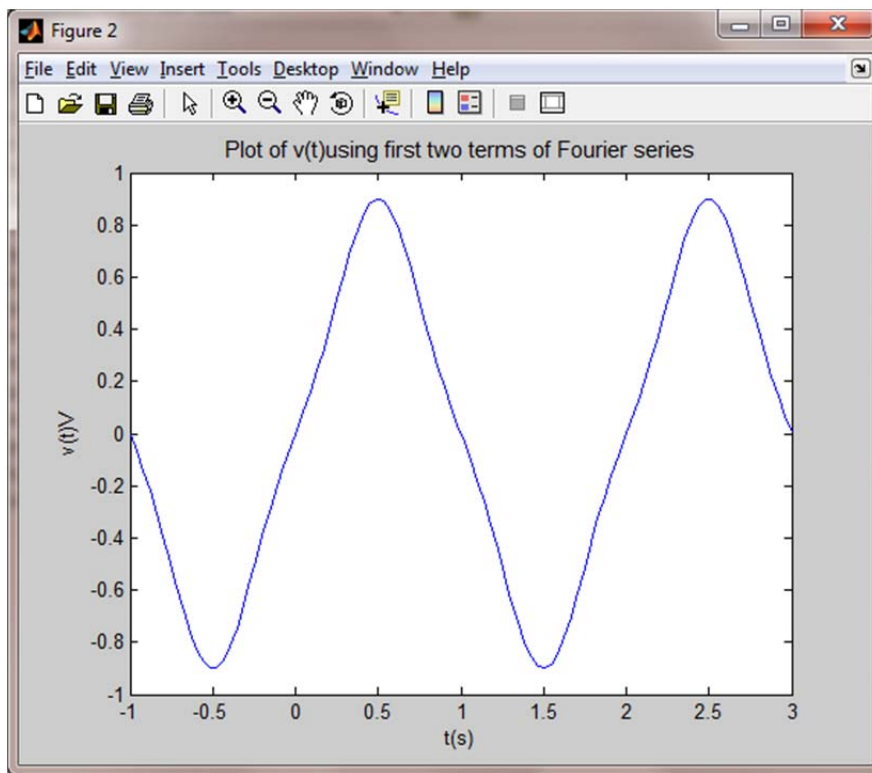 Figure 2
File Edit View Insert Tools Desktop Window Help
Plot of v(t)using first two terms of Fourier series
1
0.8
0.6
0.4
0.2
0
-0.2
-0.4
-0.6
-0.8
-1
v(t)V
-1 -0.5 0 0.5 1 1.5 2 2.5 3
t(s)